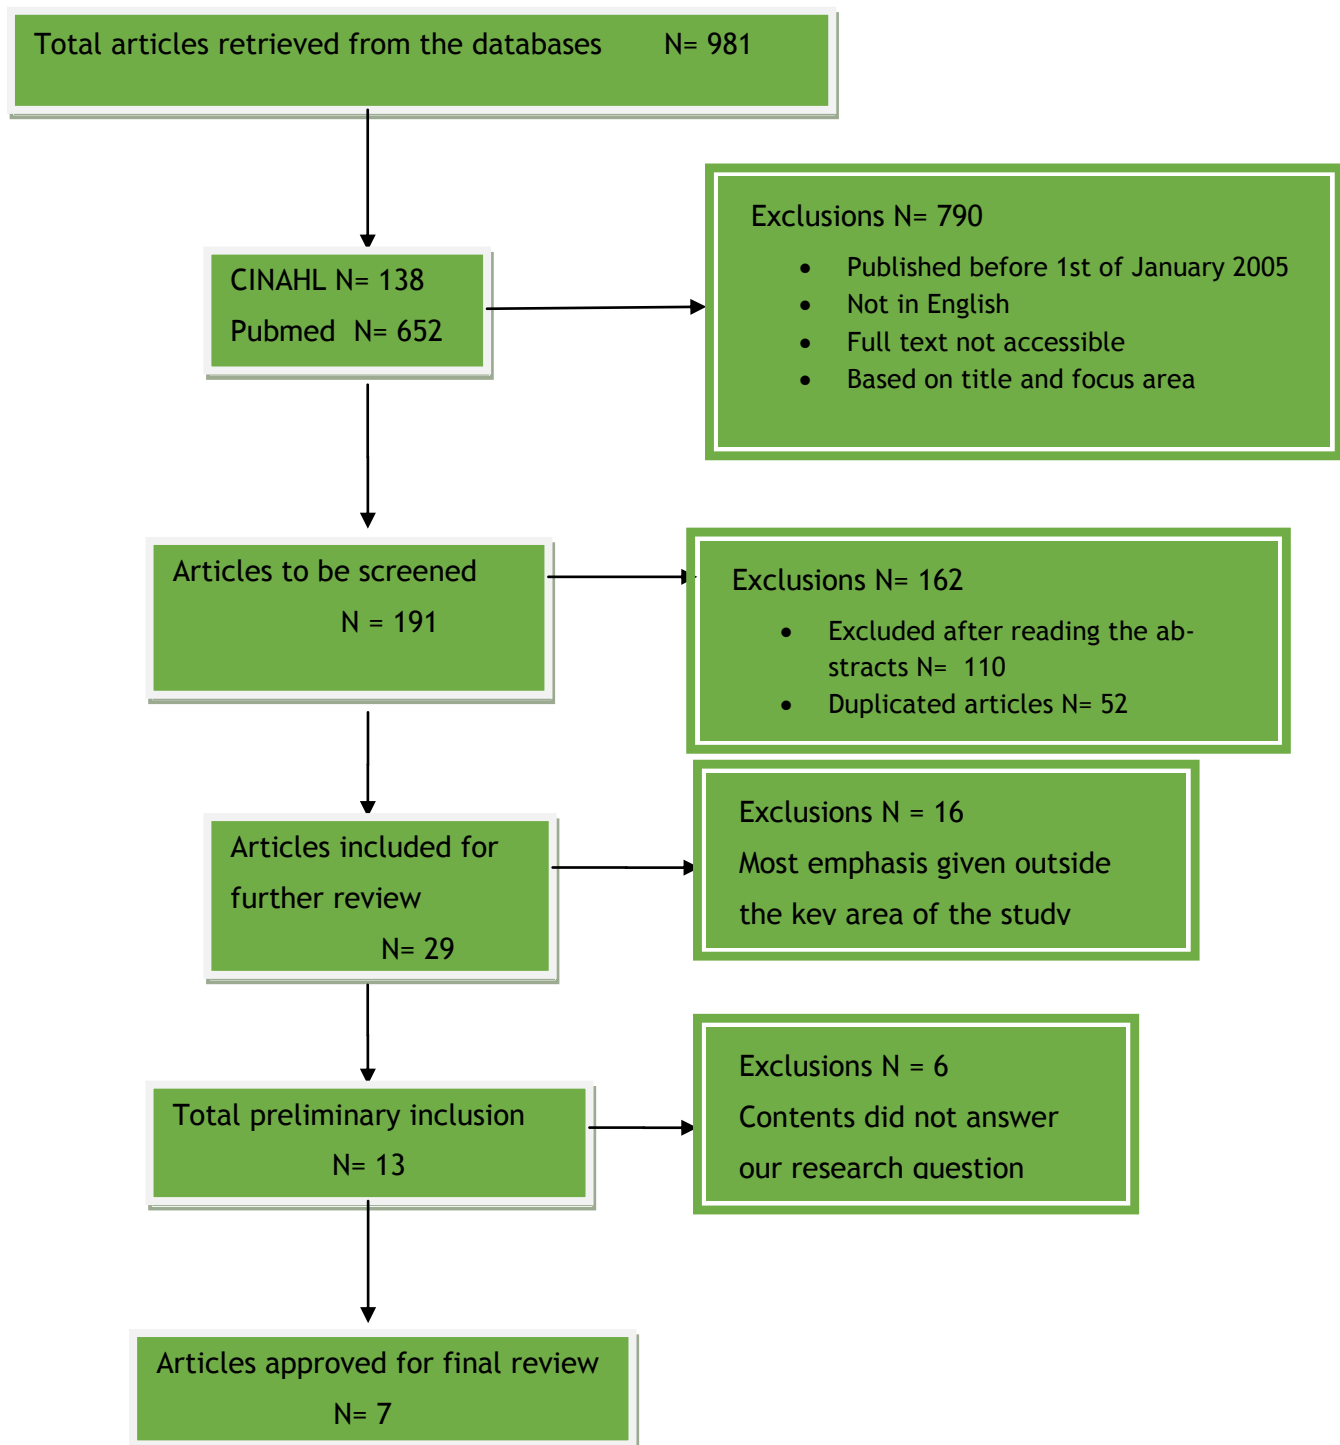 Total articles retrieved from the databases N= 981
CINAHL N= 138
Pubmed N= 652
Exclusions N= 790
• Published before 1st of January 2005
• Not in English
• Full text not accessible
• Based on title and focus area
Articles to be screened
N = 191
Exclusions N= 162
• Excluded after reading the ab-
stracts N= 110
• Duplicated articles N= 52
Articles included for
further review
N= 29
Exclusions N = 16
Most emphasis given outside
the key area of the study
Total preliminary inclusion
N= 13
Exclusions N = 6
Contents did not answer
our research question
Articles approved for final review
N= 7